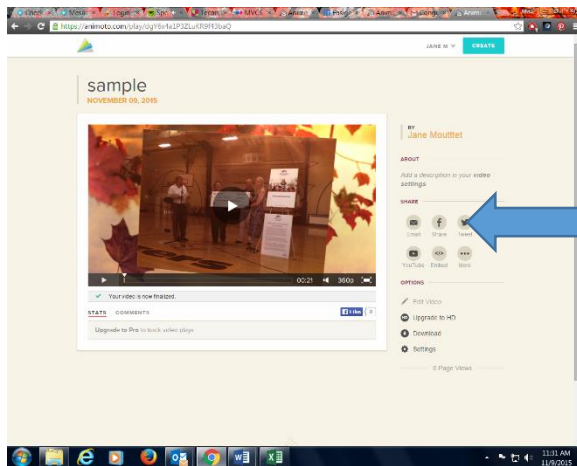 https://animoto.com/play/
JANE M
CREATE
sample
NOVEMBER 09, 2015
BY
Jane Mouttet
ABOUT
Add a description in your video
settings
SHARE
Email Share Tweet
YouTube Embed More
OPTIONS
Edit Video
Upgrade to HD
Download
Settings
0 Page Views
00:21 360p
Your video is now finalized.
STATS COMMENTS
Like 0
Upgrade to Pro to track video plays
11:31 AM
11/9/2015